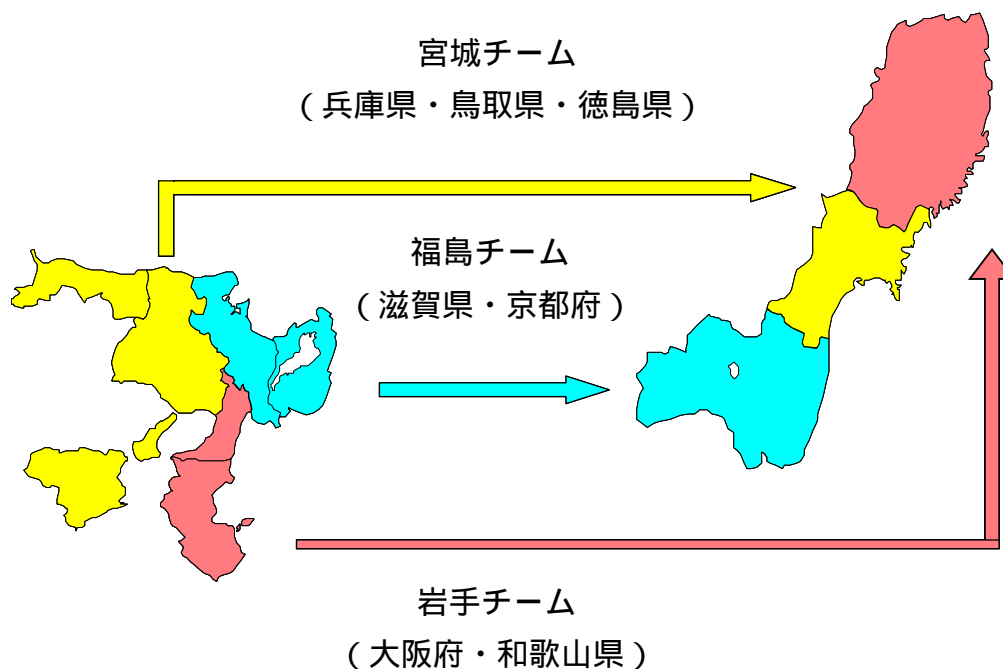 宮城チーム
（兵庫県・鳥取県・徳島県）
福島チーム
（滋賀県・京都府）
岩手チーム
（大阪府・和歌山県）